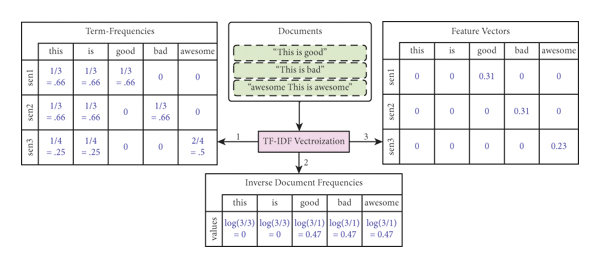 Term-Frequencies
this is good bad awesome
sen1 1/3 = .66 1/3 = .66 1/3 = .66 0 0
sen2 1/3 = .66 1/3 = .66 0 1/3 = .66 0
sen3 1/4 = .25 1/4 = .25 0 0 2/4 = .5
Documents
“This is good”
“This is bad”
“awesome This is awesome”
1 TF-IDF Vectroization 3
2
Feature Vectors
this is good bad awesome
sen1 0 0 0.31 0 0
sen2 0 0 0 0.31 0
sen3 0 0 0 0 0.23
Inverse Document Frequencies
this is good bad awesome
values log(3/3) = 0 log(3/3) = 0 log(3/1) = 0.47 log(3/1) = 0.47 log(3/1) = 0.47